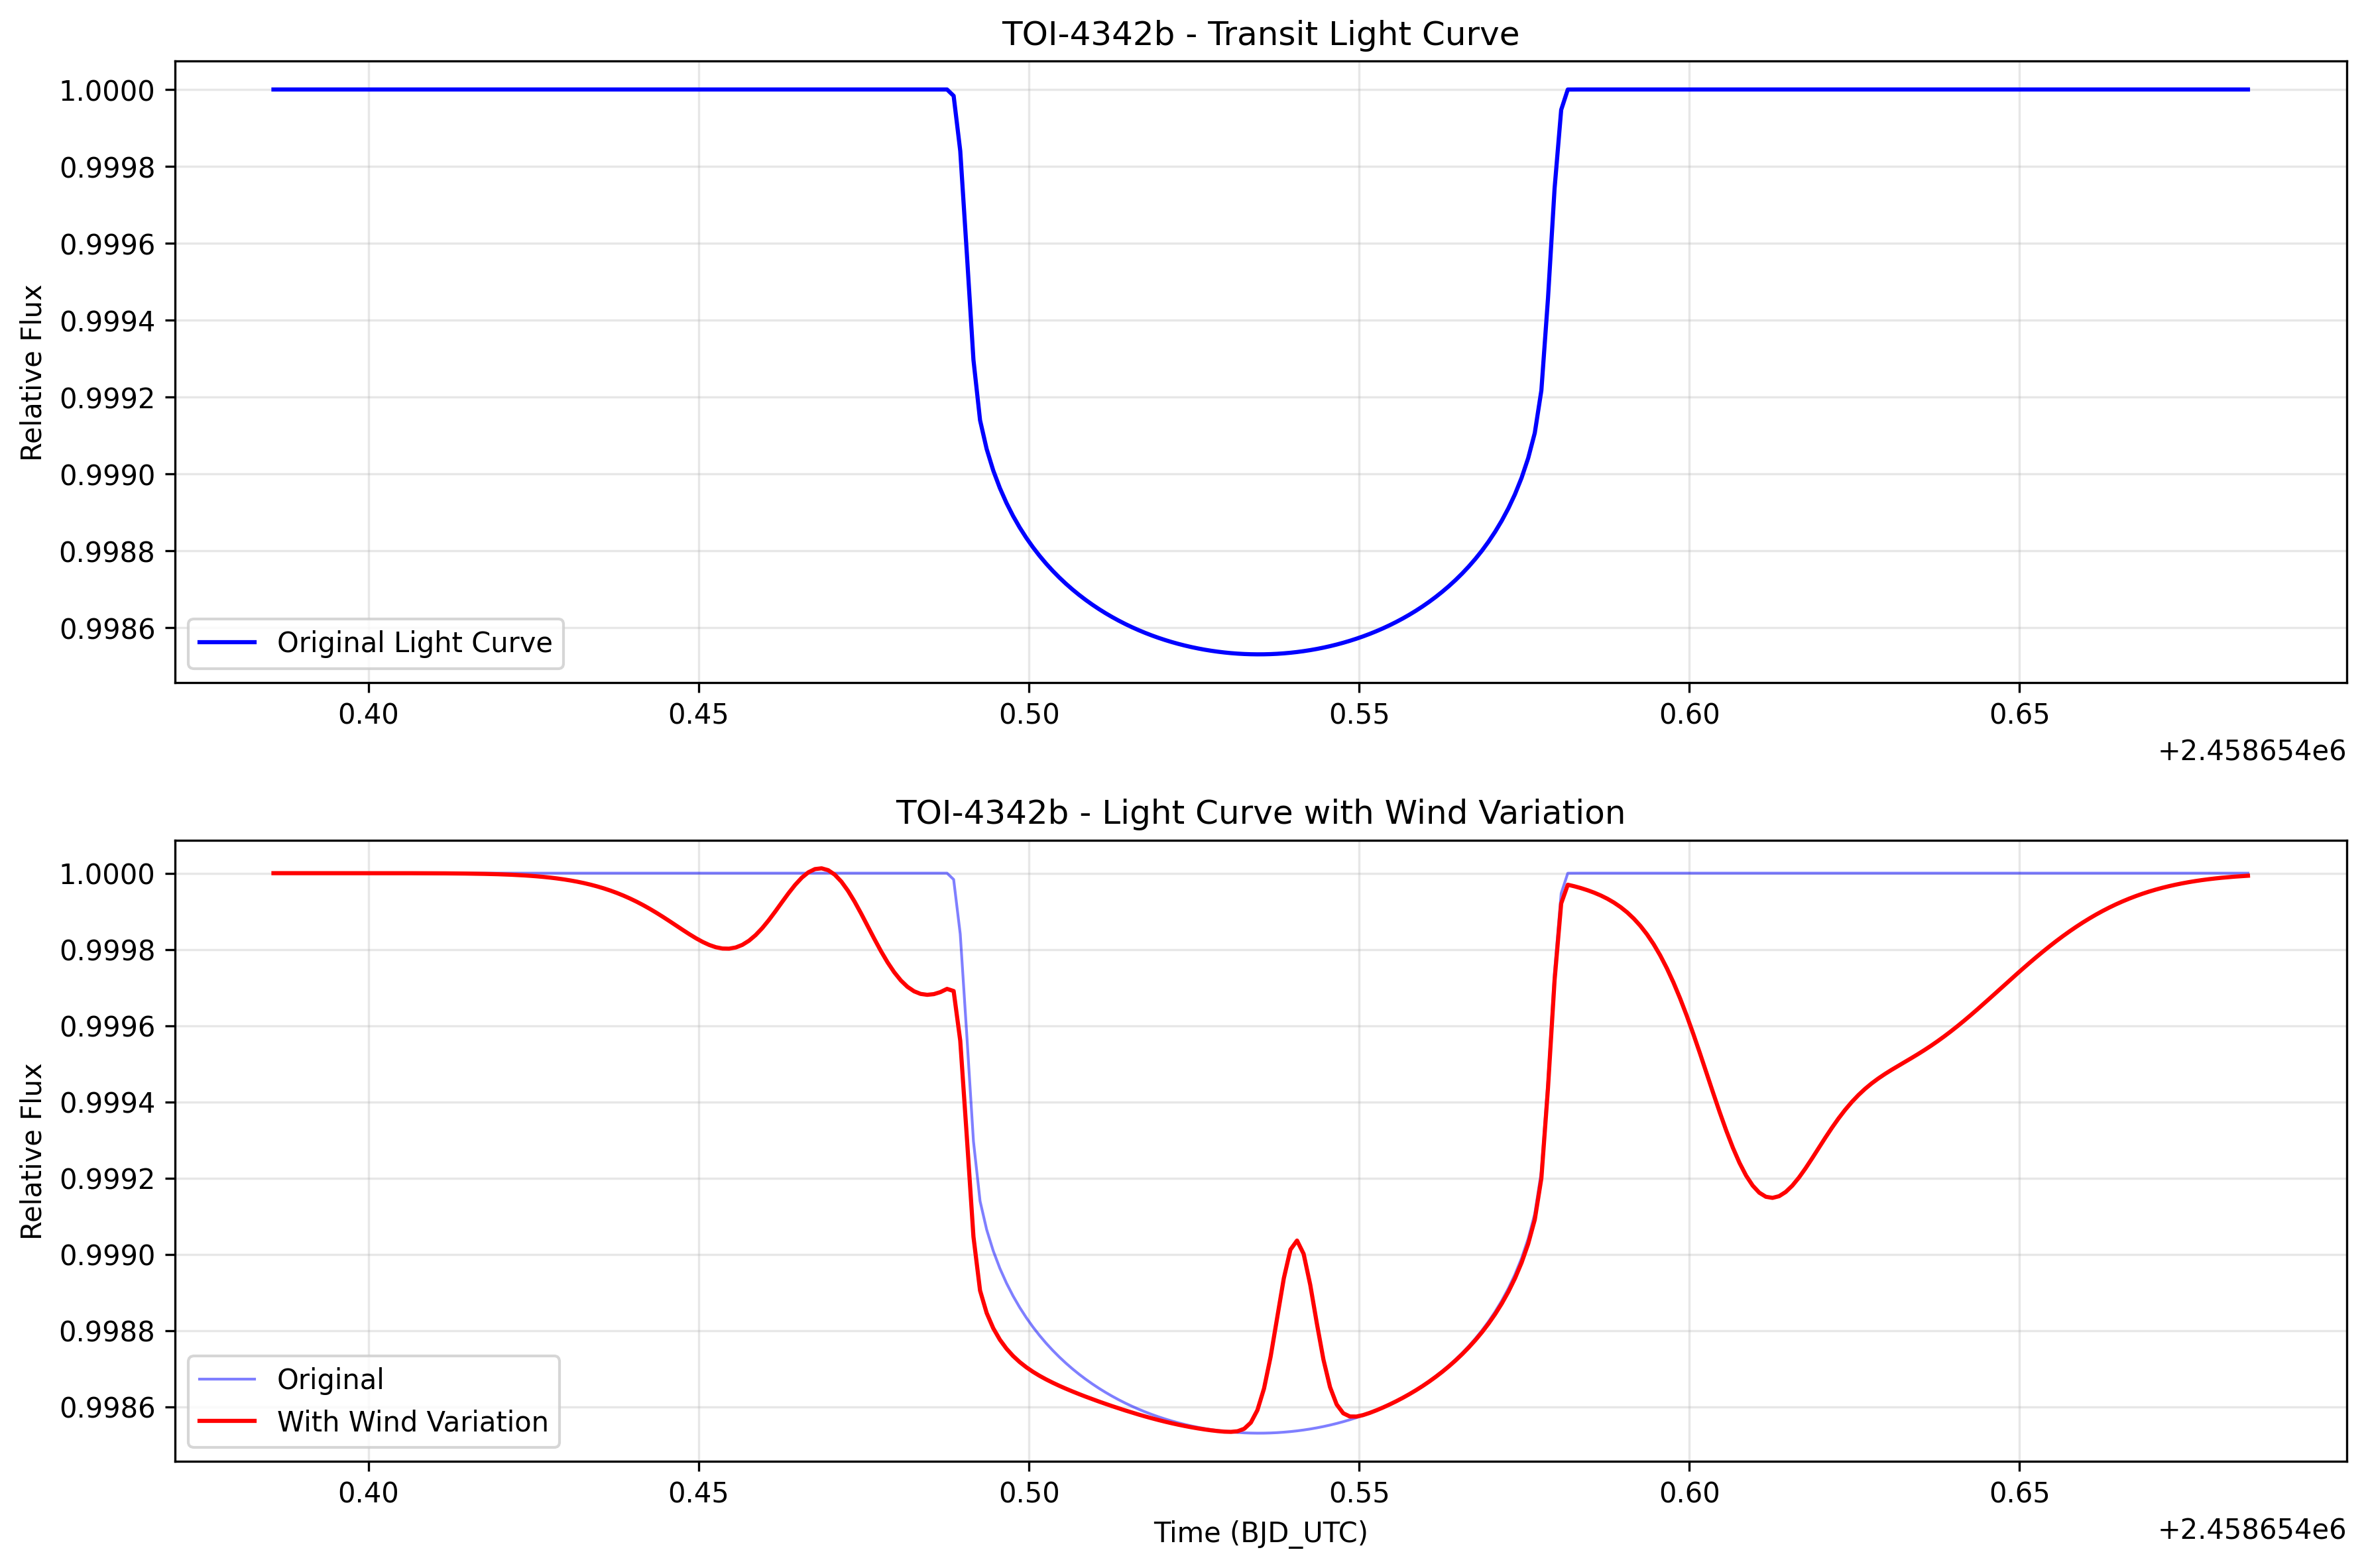 TOI-4342b - Transit Light Curve
Relative Flux
1.0000
0.9998
0.9996
0.9994
0.9992
0.9990
0.9988
0.9986
Original Light Curve
0.40 0.45 0.50 0.55 0.60 0.65
+2.458654e6
TOI-4342b - Light Curve with Wind Variation
Relative Flux
1.0000
0.9998
0.9996
0.9994
0.9992
0.9990
0.9988
0.9986
Original
With Wind Variation
0.40 0.45 0.50 0.55 0.60 0.65
Time (BJD_UTC)
+2.458654e6